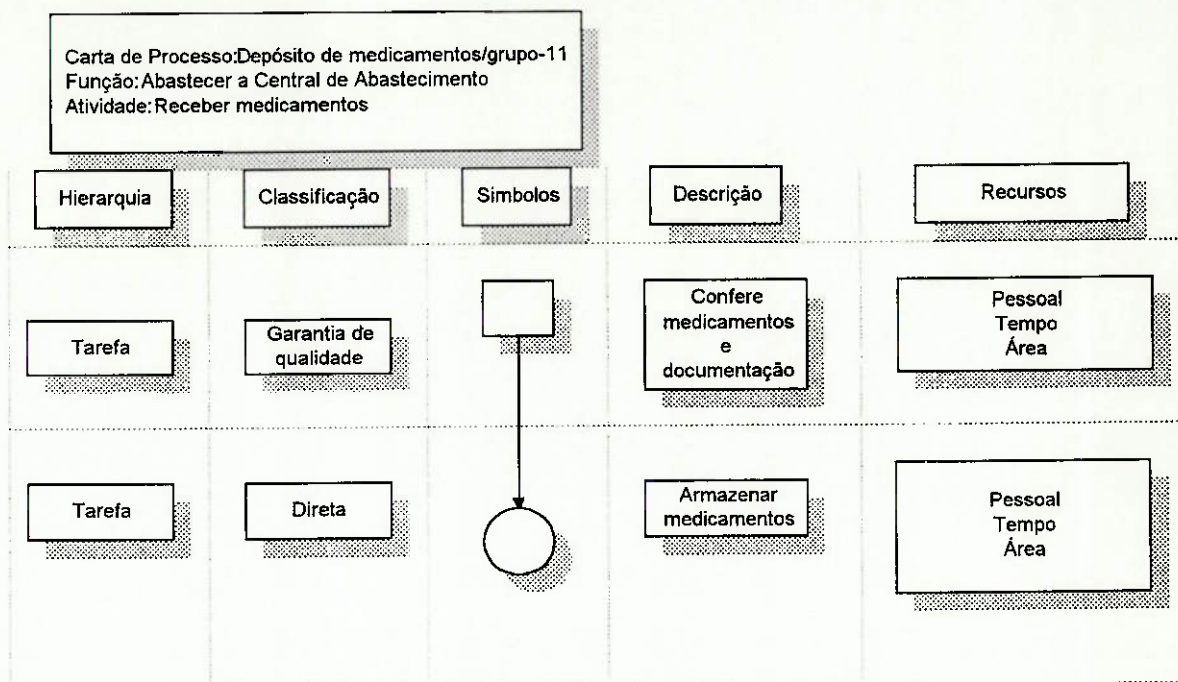 Carta de Processo:Depósito de medicamentos/grupo-11
Função:Abastecer a Central de Abastecimento
Atividade:Receber medicamentos
Hierarquia
Classificação
Simbolos
Descrição
Recursos
Tarefa
Garantia de
qualidade
Confere
medicamentos
e
documentação
Pessoal
Tempo
Área
Tarefa
Direta
Armazenar
medicamentos
Pessoal
Tempo
Área